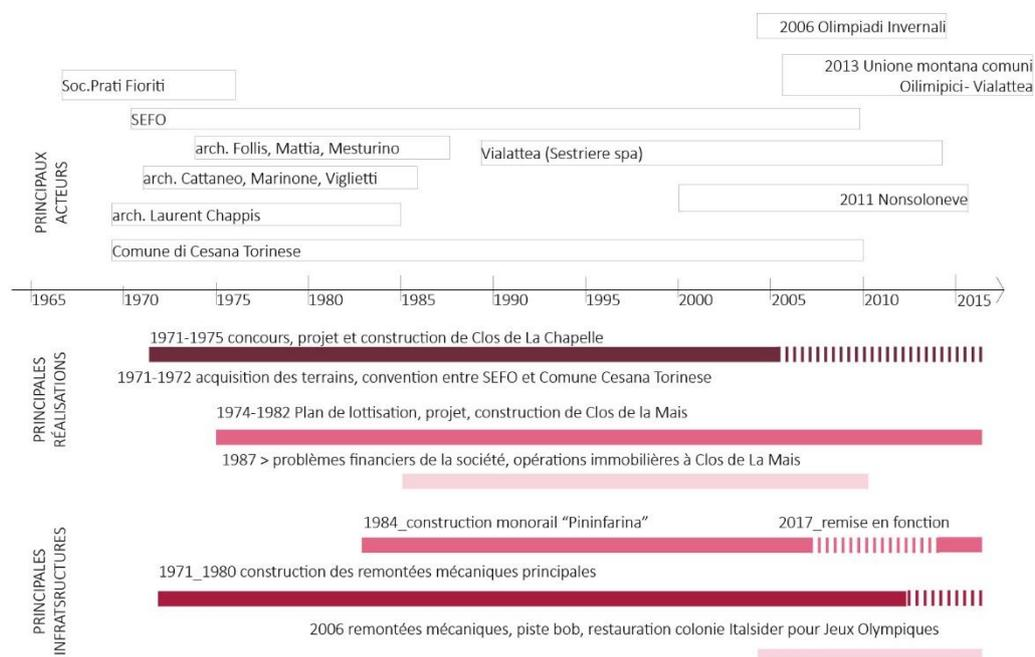 2006 Olimpiadi Invernali
2013 Unione montana comuni
Oilimipici- Vialattea
Soc.Prati Fioriti
SEFO
arch. Follis, Mattia, Mesturino
Vialattea (Sestriere spa)
arch. Cattaneo, Marinone, Viglietti
2011 Nonsoloneve
arch. Laurent Chappis
Comune di Cesana Torinese
PRINCIPAUX
ACTEURS
1965 1970 1975 1980 1985 1990 1995 2000 2005 2010 2015
1971-1975 concours, projet et construction de Clos de La Chapelle
1971-1972 acquisition des terrains, convention entre SEFO et Comune Cesana Torinese
1974-1982 Plan de lottisation, projet, construction de Clos de la Mais
1987 > problèmes financiers de la société, opérations immobilières à Clos de La Mais
PRINCIPALES
RÉALISATIONS
1984_construction monorail “Pininfarina”
2017_remise en fonction
1971_1980 construction des remontées mécaniques principales
2006 remontées mécaniques, piste bob, restauration colonie Italsider pour Jeux Olympiques
PRINCIPALES
INFRATSRUCTURES